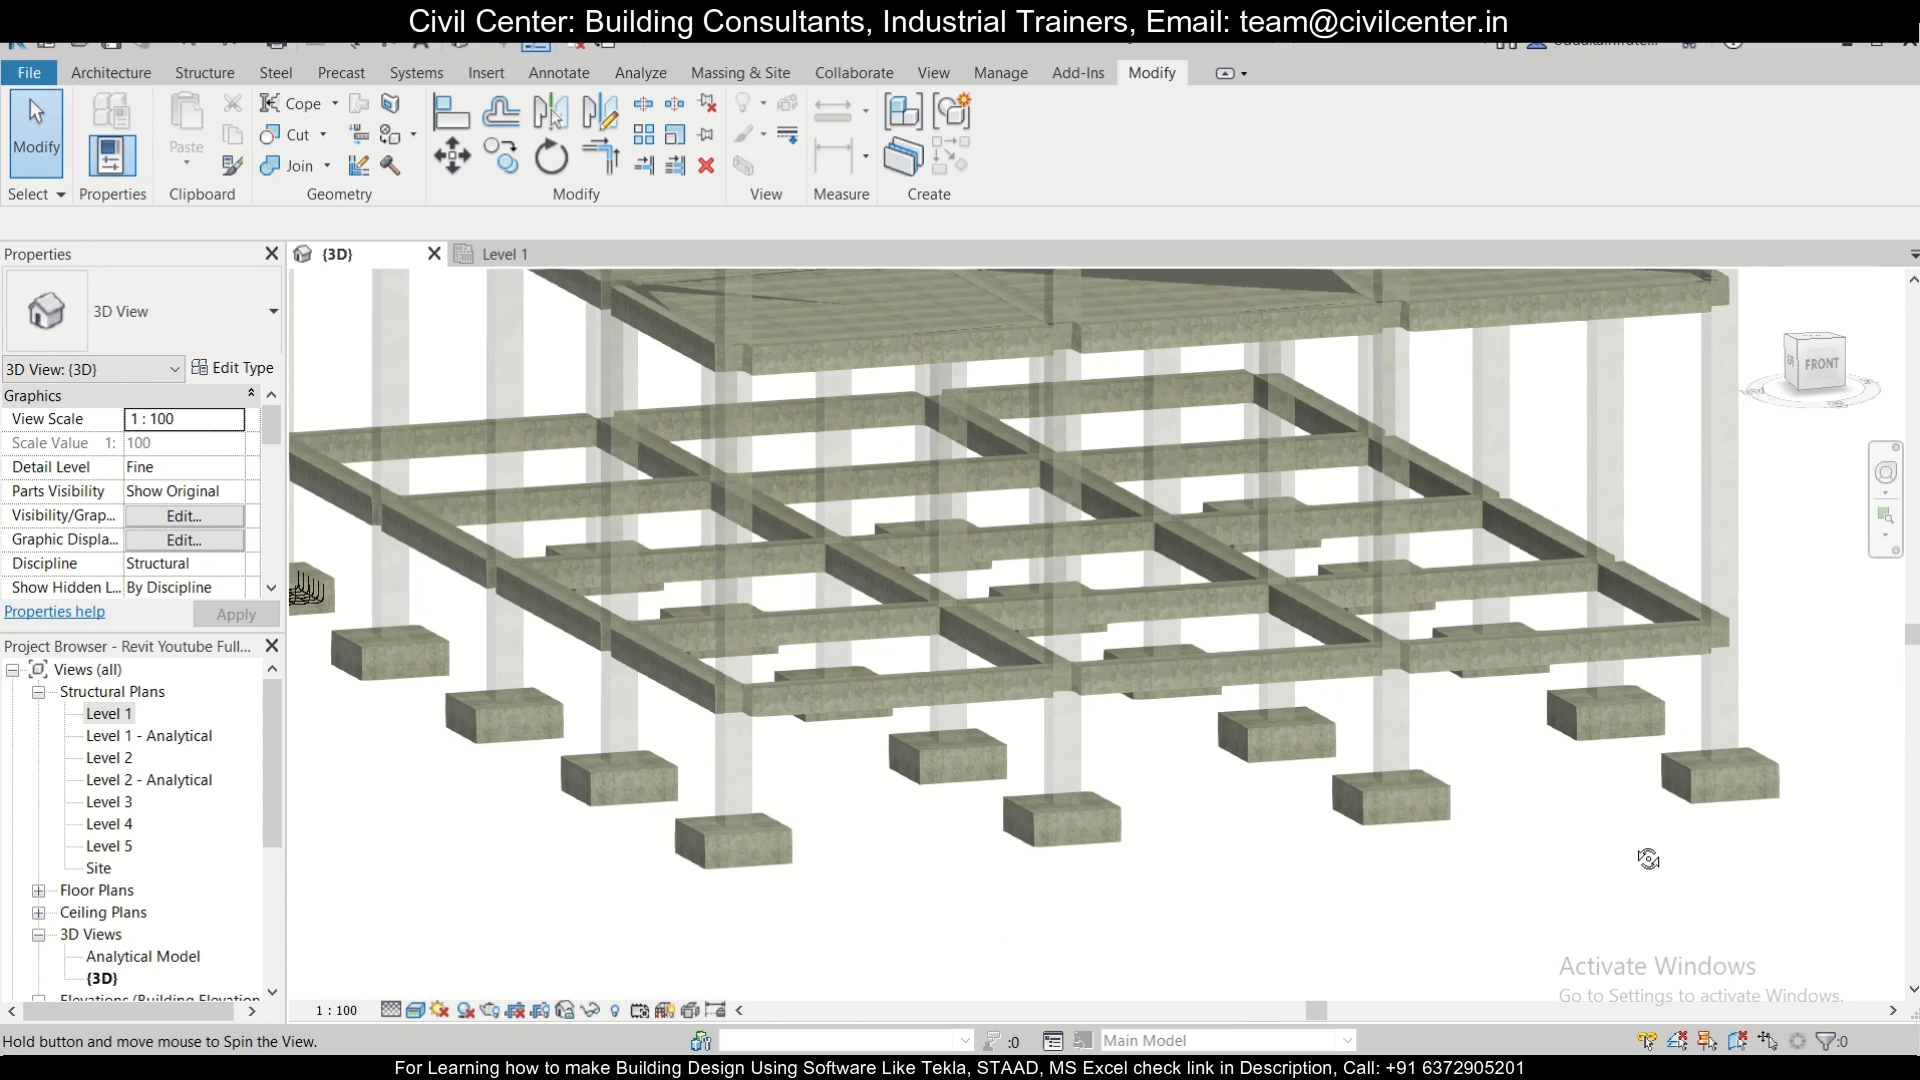 Civil Center: Building Consultants, Industrial Trainers, Email: team@civilcenter.in
File Architecture Structure Steel Precast Systems Insert Annotate Analyze Massing & Site Collaborate View Manage Add-Ins Modify
Modify
Paste
Cope
Cut
Join
Select Properties Clipboard Geometry Modify View Measure Create
Properties
{3D}
Level 1
3D View
3D View: {3D}
Edit Type
Graphics
View Scale 1 : 100
Scale Value 1: 100
Detail Level Fine
Parts Visibility Show Original
Visibility/Grap... Edit...
Graphic Displa... Edit...
Discipline Structural
Show Hidden L... By Discipline
Properties help
Apply
FRONT
Project Browser - Revit Youtube Full...
Views (all)
Structural Plans
Level 1
Level 1 - Analytical
Level 2
Level 2 - Analytical
Level 3
Level 4
Level 5
Site
Floor Plans
Ceiling Plans
3D Views
Analytical Model
{3D}
Elevations (Building Elevation
Activate Windows
Go to Settings to activate Windows.
1 : 100
Hold button and move mouse to Spin the View.
:0
Main Model
:0
For Learning how to make Building Design Using Software Like Tekla, STAAD, MS Excel check link in Description, Call: +91 6372905201